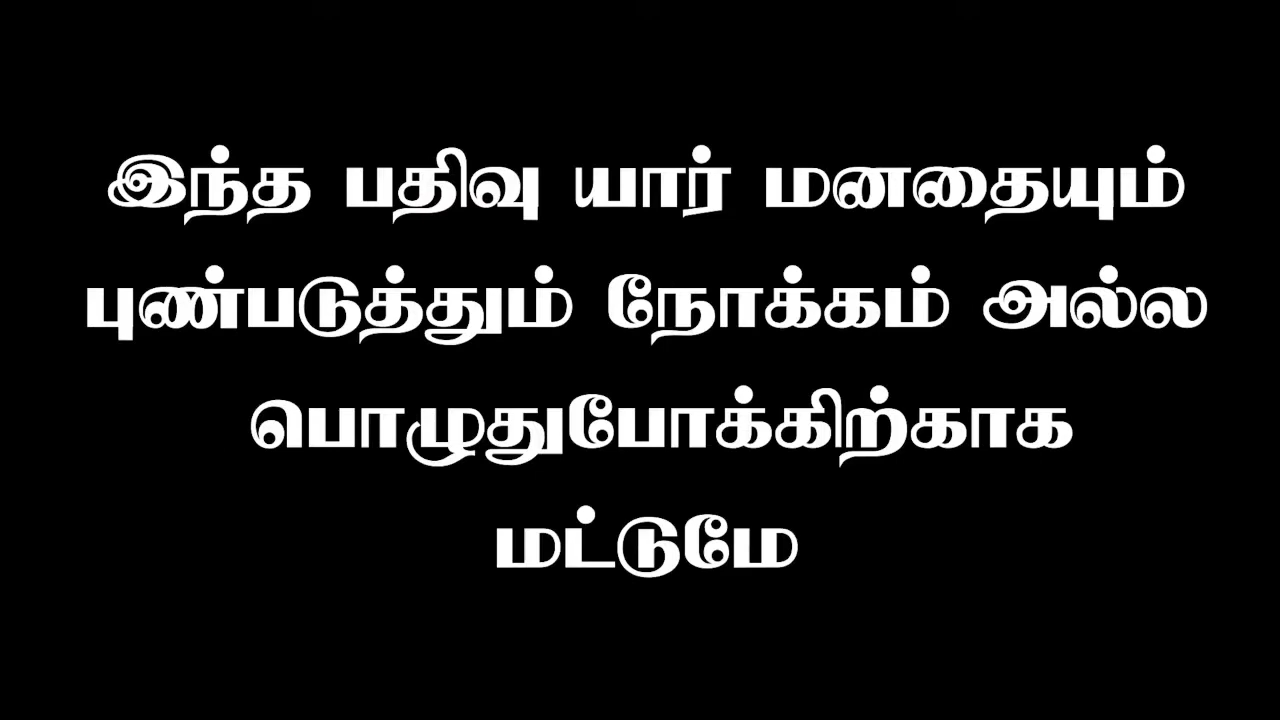 இந்த பதிவு யார் மனதையும்
புண்படுத்தும் நோக்கம் அல்ல
பொழுதுபோக்கிற்காக
மட்டுமே